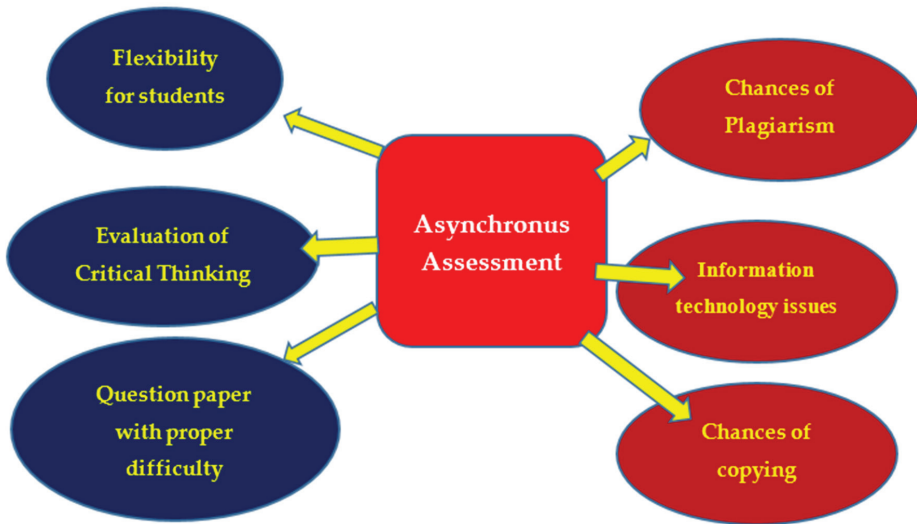 Flexibility
for students
Evaluation of
Critical Thinking
Question paper
with proper
difficulty
Asynchronus
Assessment
Chances of
Plagiarism
Information
technology issues
Chances of
copying